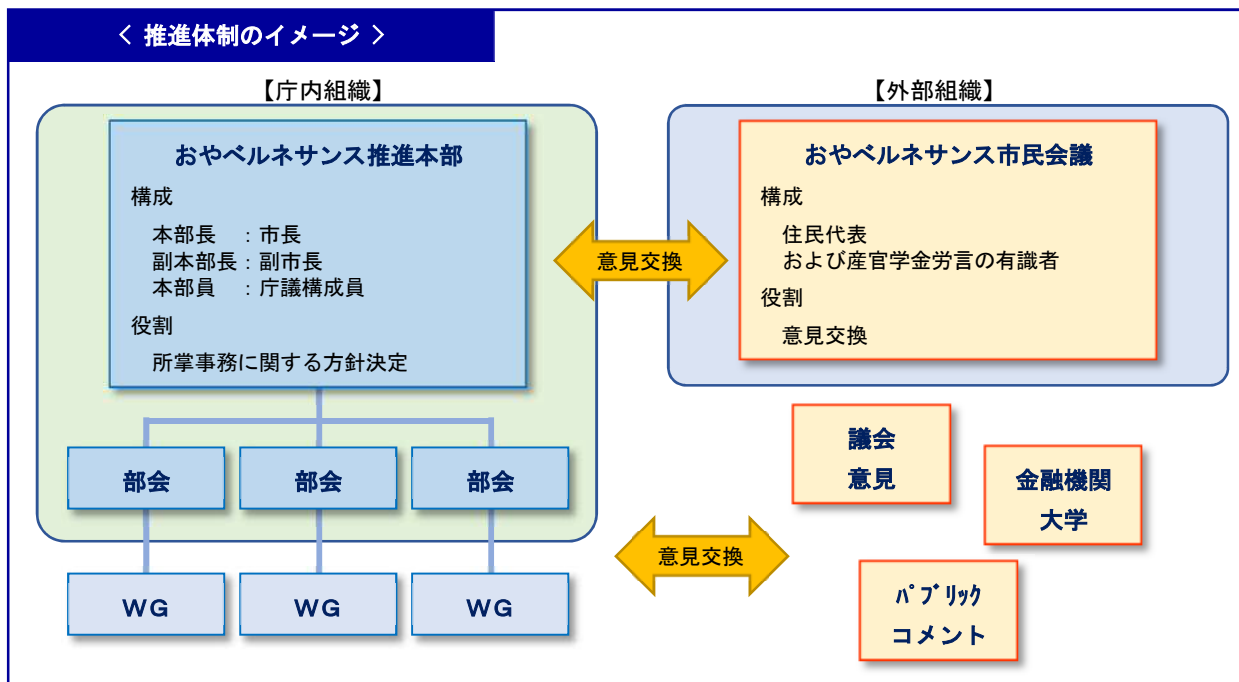 〈 推進体制のイメージ 〉
【庁内組織】
おやべルネサンス推進本部
構成
本部長　：市長
副本部長：副市長
本部員　：庁議構成員
役割
所掌事務に関する方針決定
部会
部会
部会
WG
WG
WG
意見交換
【外部組織】
おやべルネサンス市民会議
構成
住民代表
および産官学金労言の有識者
役割
意見交換
意見交換
議会
意見
金融機関
大学
ﾊﾟﾌﾞﾘｯｸ
コメント